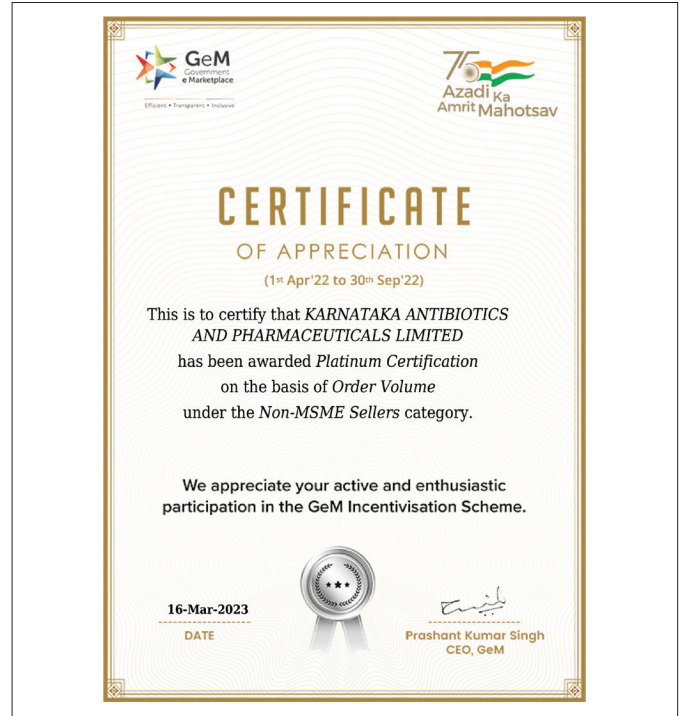 GeM
Government
e Marketplace
Efficient • Transparent • Inclusive
75
Azadi Ka
Amrit Mahotsav
CERTIFICATE
OF APPRECIATION
(1st Apr'22 to 30th Sep'22)
This is to certify that KARNATAKA ANTIBIOTICS
AND PHARMACEUTICALS LIMITED
has been awarded Platinum Certification
on the basis of Order Volume
under the Non-MSME Sellers category.
We appreciate your active and enthusiastic
participation in the GeM Incentivisation Scheme.
16-Mar-2023
DATE
Prashant Kumar Singh
CEO, GeM